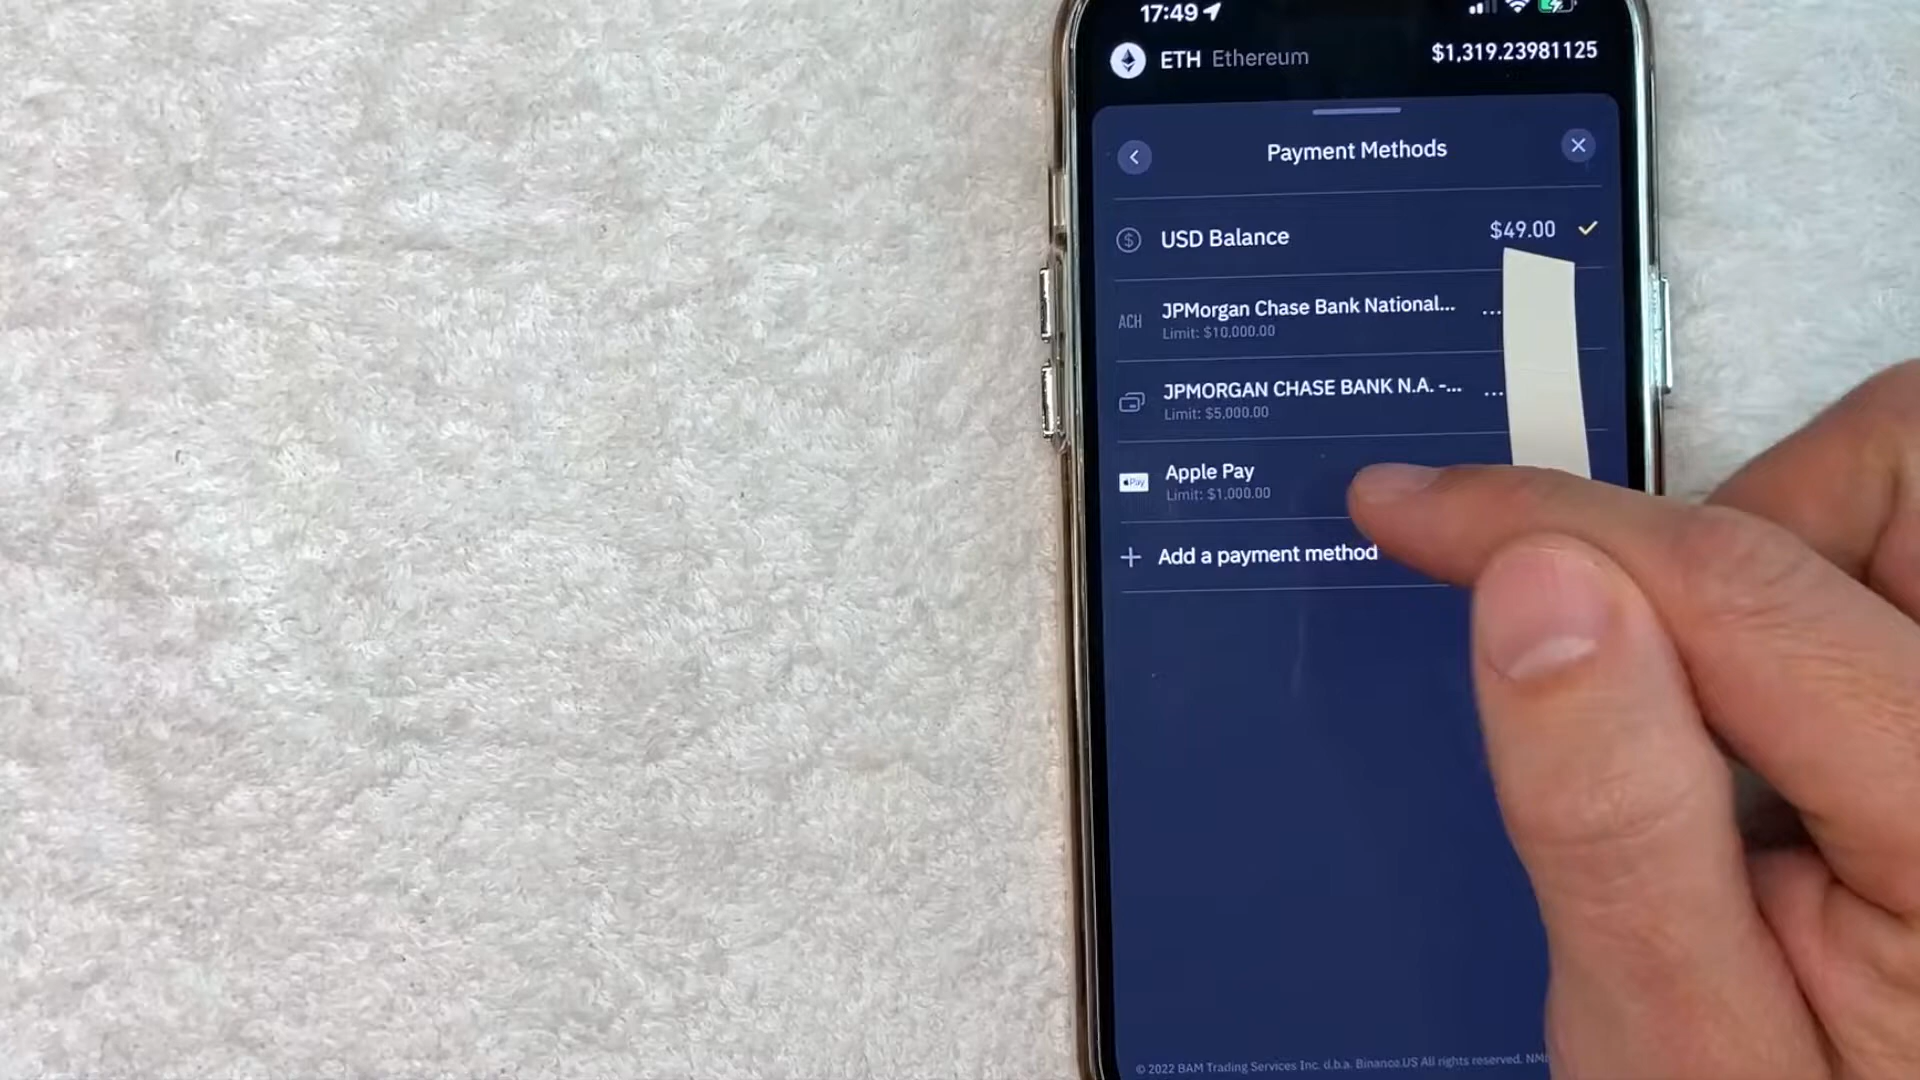 17:49
ETH Ethereum $1,319.23981125
Payment Methods
USD Balance $49.00
ACH JPMorgan Chase Bank National...
Limit: $10,000.00
JPMORGAN CHASE BANK N.A. -...
Limit: $5,000.00
Pay Apple Pay
Limit: $1,000.00
+ Add a payment method
© 2022 BAM Trading Services Inc. d.b.a. Binance.US All rights reserved.